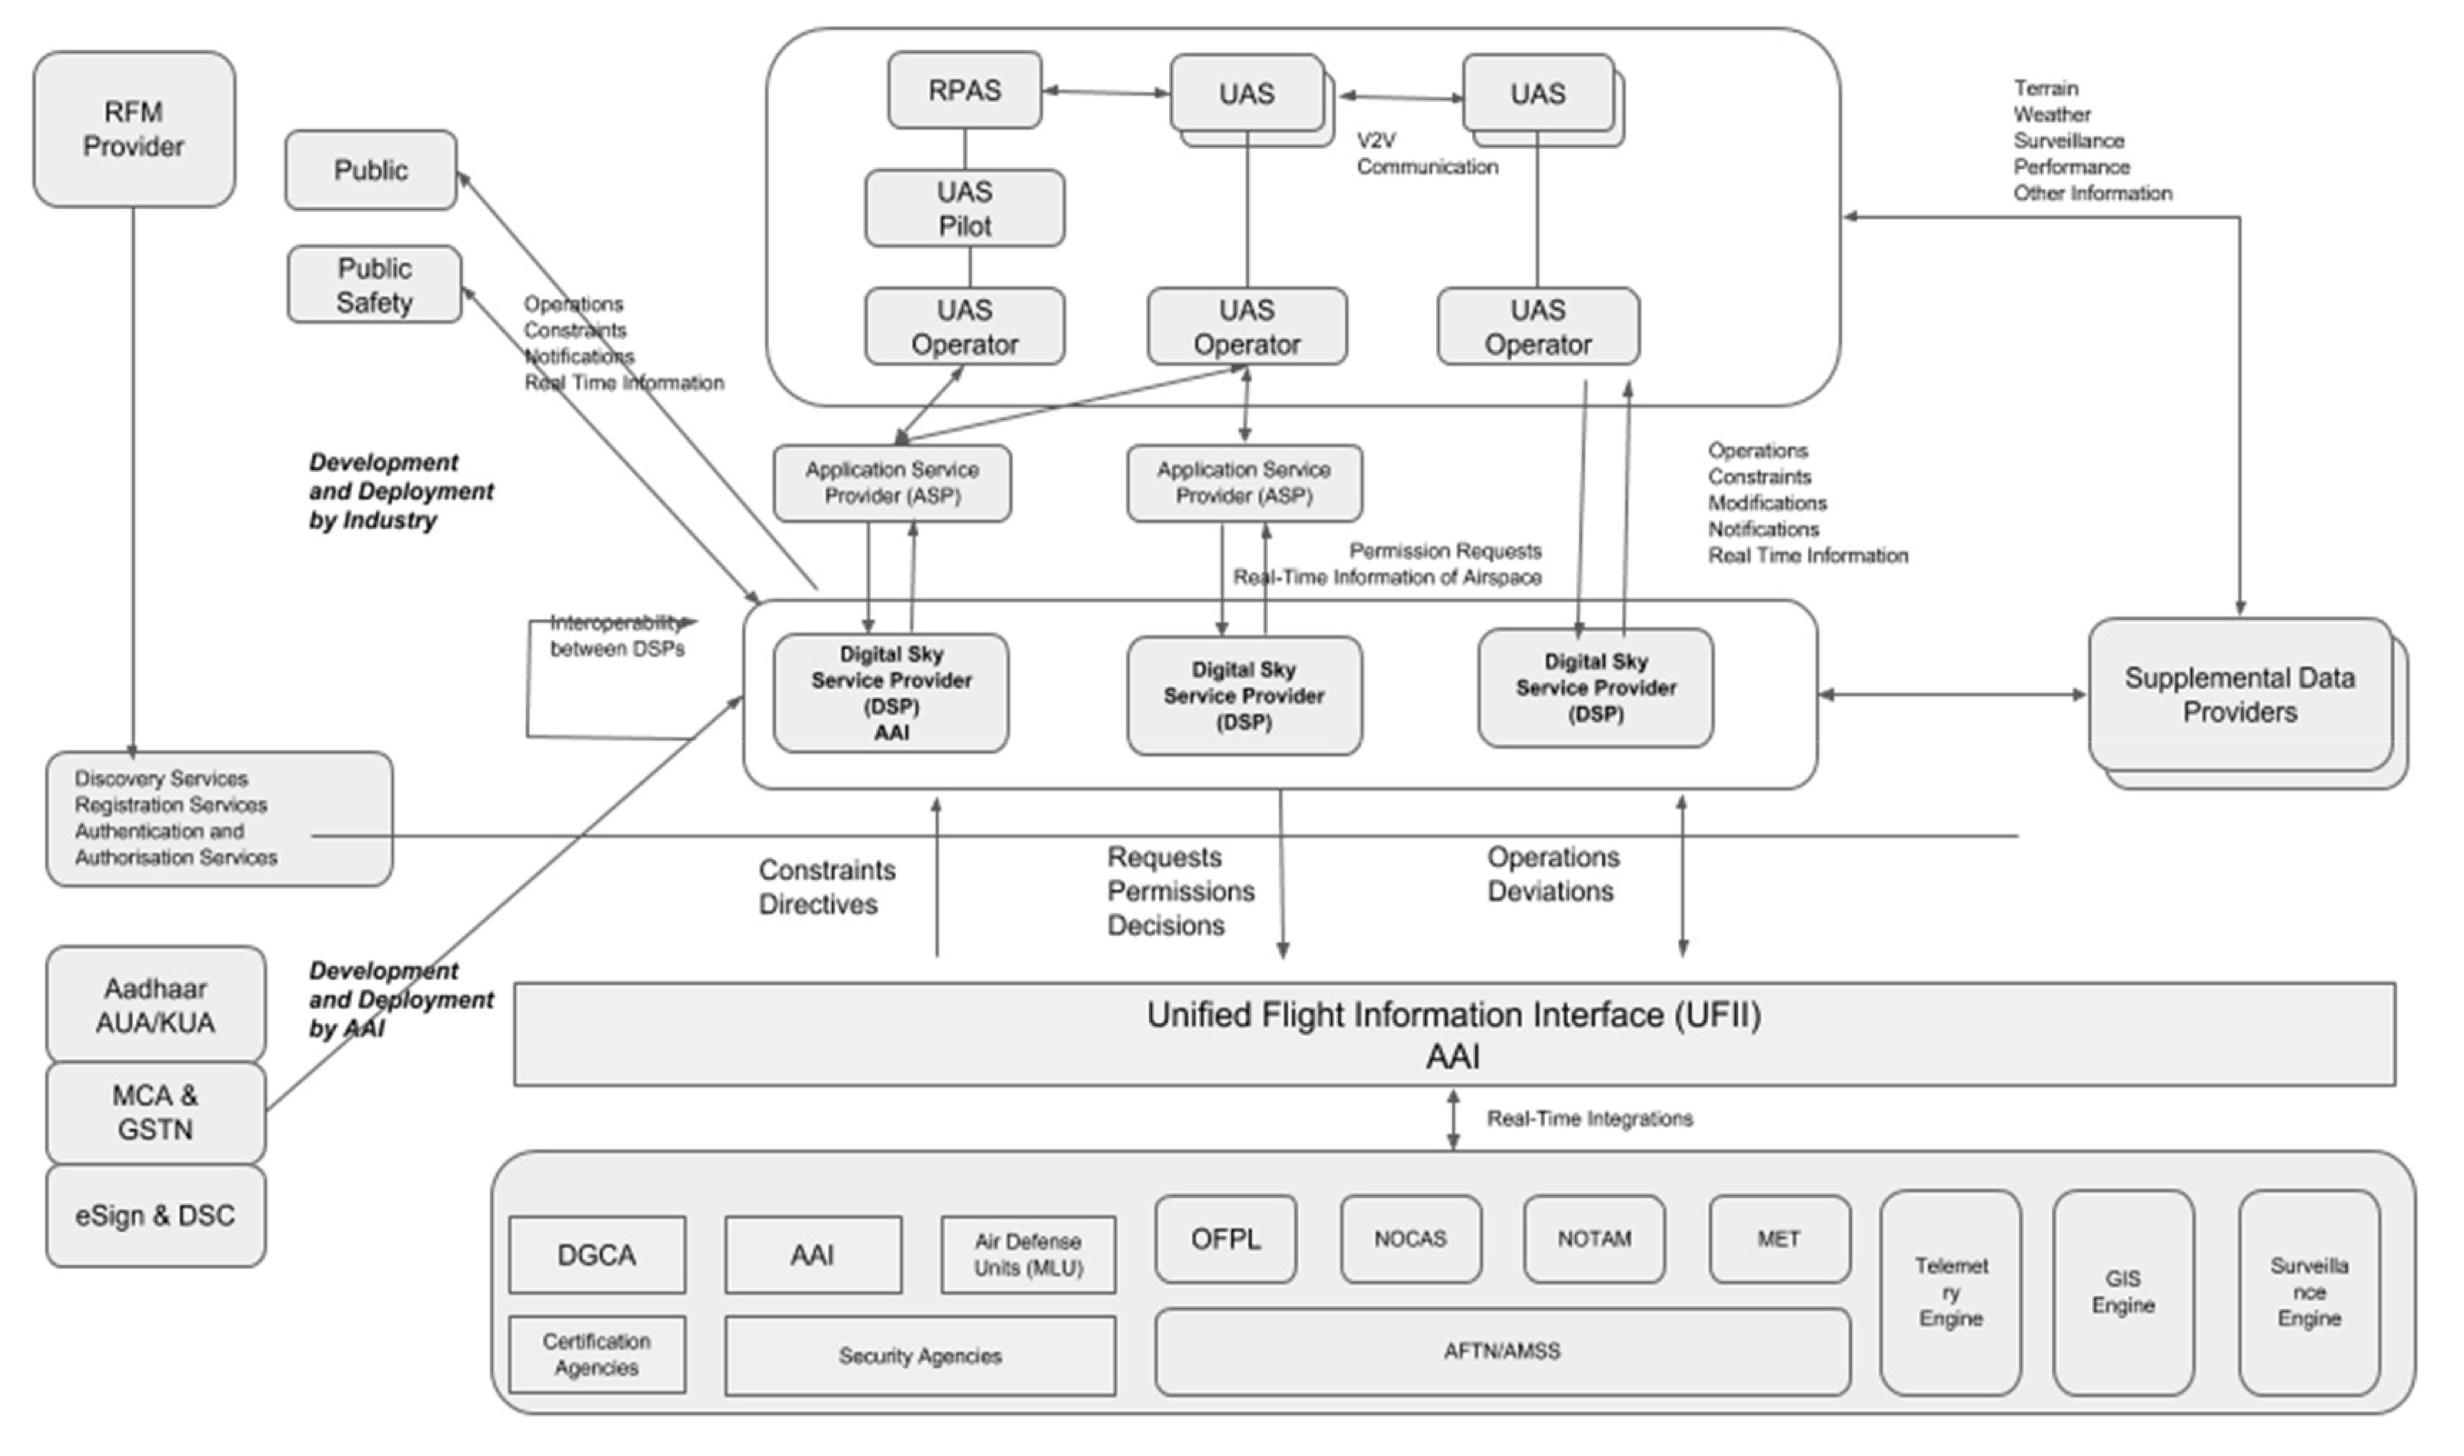 RFM
Provider
Public
Public
Safety
RPAS
UAS
UAS
V2V
Communication
UAS
Pilot
UAS
Operator
UAS
Operator
UAS
Operator
Terrain
Weather
Surveillance
Performance
Other Information
Operations
Constraints
Notifications
Real Time Information
Development
and Deployment
by Industry
Application Service
Provider (ASP)
Application Service
Provider (ASP)
Permission Requests
Real-Time Information of Airspace
Operations
Constraints
Modifications
Notifications
Real Time Information
Interoperability
between DSPs
Digital Sky
Service Provider
(DSP)
AAI
Digital Sky
Service Provider
(DSP)
Digital Sky
Service Provider
(DSP)
Supplemental Data
Providers
Discovery Services
Registration Services
Authentication and
Authorisation Services
Constraints
Directives
Requests
Permissions
Decisions
Operations
Deviations
Aadhaar
AUA/KUA
MCA &
GSTN
eSign & DSC
Development
and Deployment
by AAI
Unified Flight Information Interface (UFII)
AAI
Real-Time Integrations
DGCA
AAI
Air Defense
Units (MLU)
OFPL
NOCAS
NOTAM
MET
Telemet
ry
Engine
GIS
Engine
Surveilla
nce
Engine
Certification
Agencies
Security Agencies
AFTN/AMSS